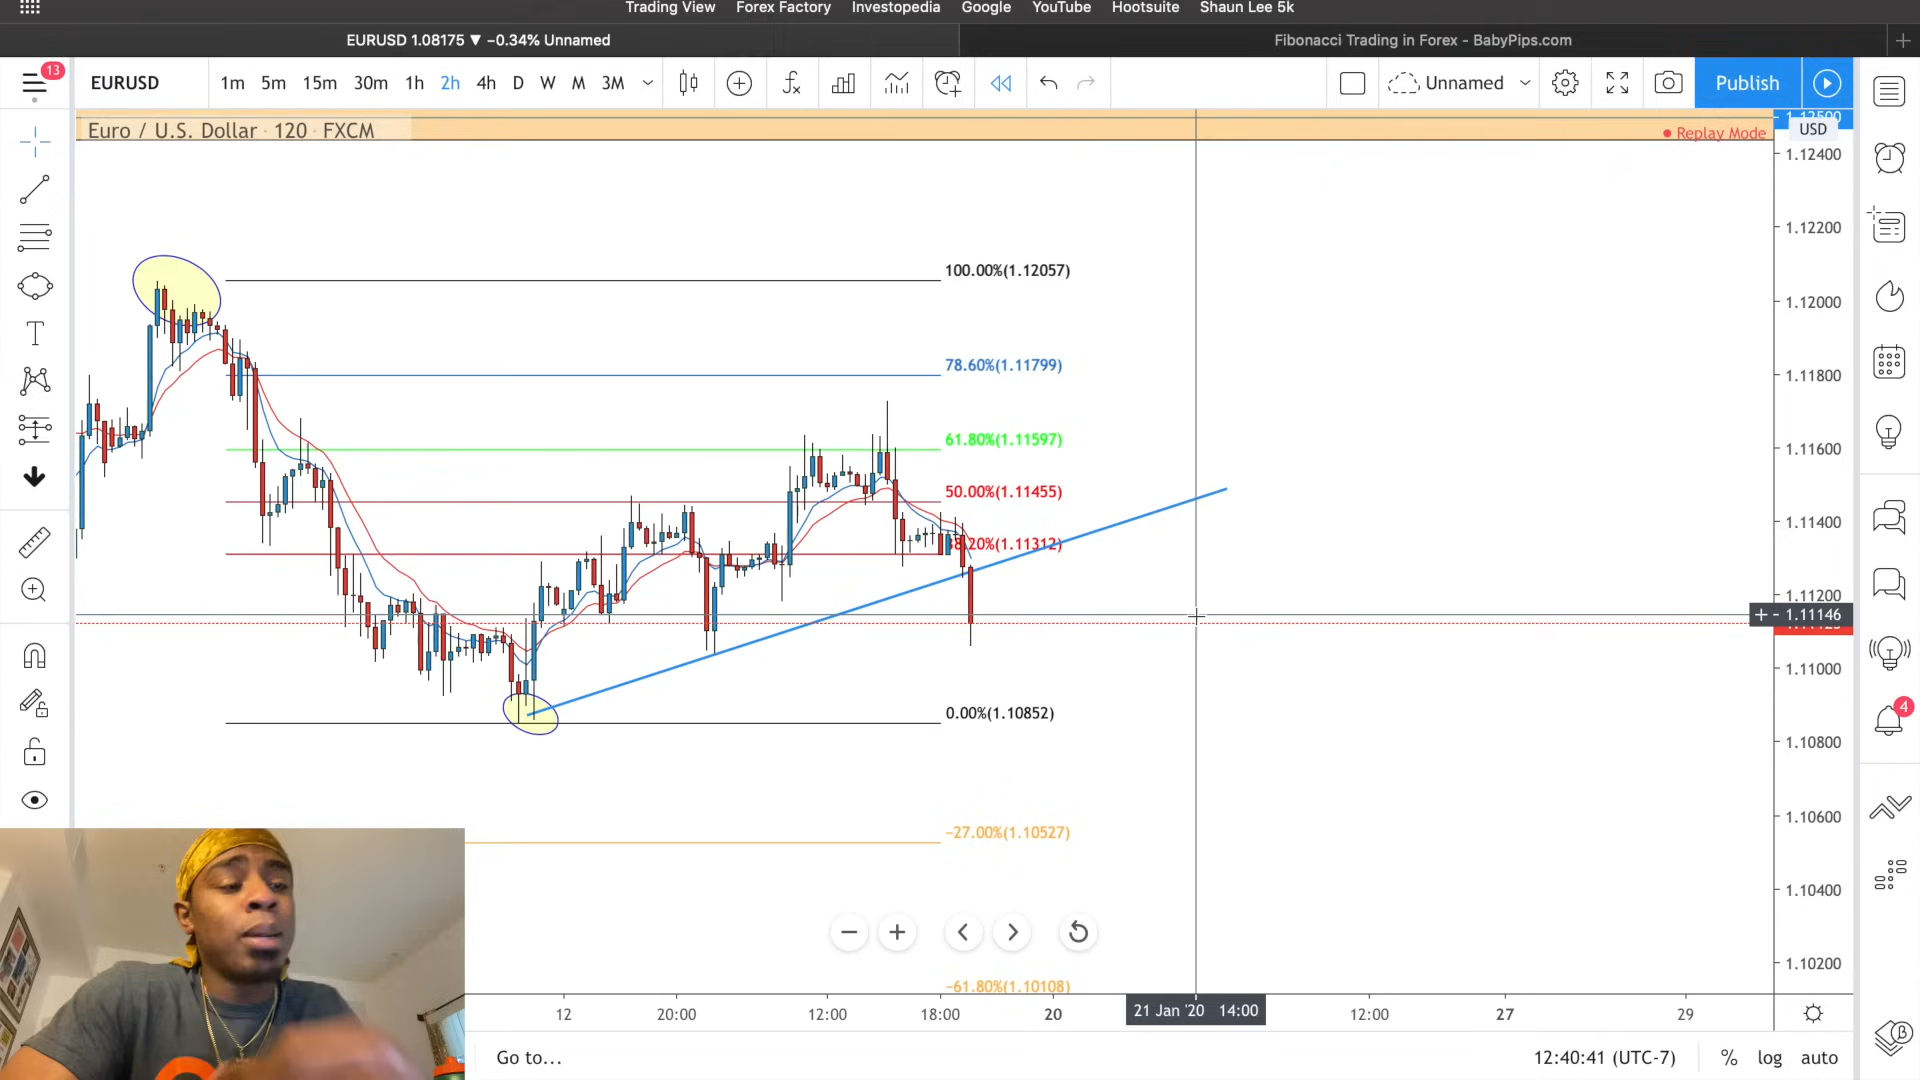 Trading View Forex Factory Investopedia Google YouTube Hootsuite Shaun Lee 5k
EURUSD 1.08175 ▼ −0.34% Unnamed
Fibonacci Trading in Forex - BabyPips.com
13
EURUSD 1m 5m 15m 30m 1h 2h 4h D W M 3M
Unnamed
Publish
Euro / U.S. Dollar · 120 · FXCM
Replay Mode
1.12500
USD
1.12400
1.12200
100.00%(1.12057)
1.12000
78.60%(1.11799)
1.11800
61.80%(1.11597)
1.11600
50.00%(1.11455)
1.11400
38.20%(1.11312)
1.11200
1.11146
1.11000
0.00%(1.10852)
4
1.10800
−27.00%(1.10527)
1.10600
1.10400
1.10200
−61.80%(1.10108)
12 20:00 12:00 18:00 20 21 Jan '20 14:00 12:00 27 29
Go to...
12:40:41 (UTC-7) % log auto